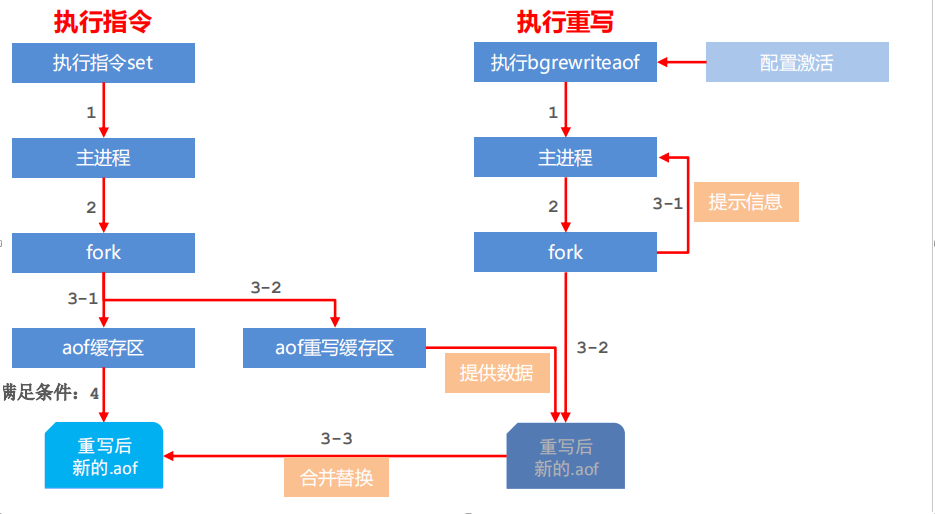 执行指令
执行重写
执行指令set
执行bgrewriteaof
配置激活
1
1
主进程
主进程
2
2
3-1
提示信息
fork
fork
3-1
3-2
aof缓存区
aof重写缓存区
3-2
提供数据
满足条件：4
重写后
新的.aof
3-3
合并替换
重写后
新的.aof